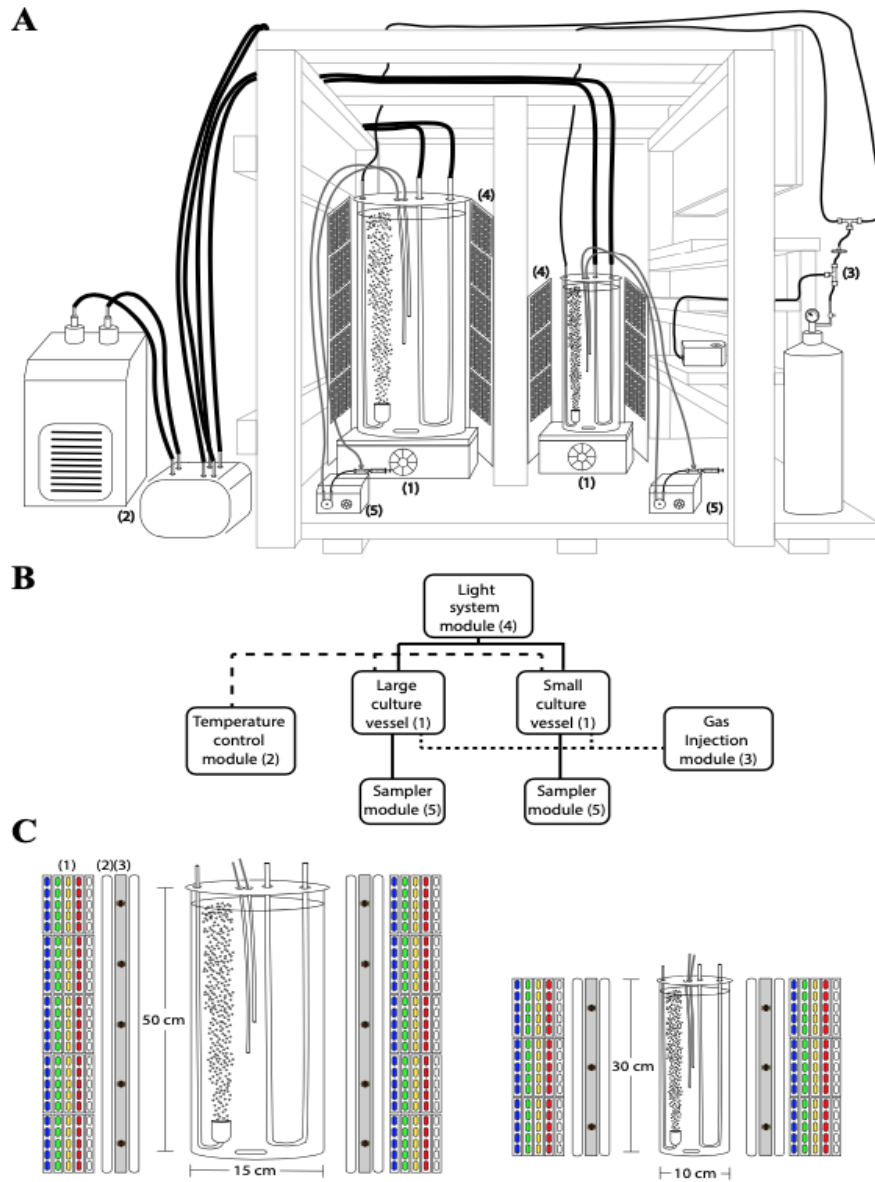 A
(4)
(4)
(3)
(2)
(1)
(1)
(5)
(5)
B
Light
system
module (4)
Large
culture
vessel (1)
Small
culture
vessel (1)
Temperature
control
module (2)
Gas
Injection
module (3)
Sampler
module (5)
Sampler
module (5)
C
(1) (2)(3)
50 cm
30 cm
15 cm
10 cm